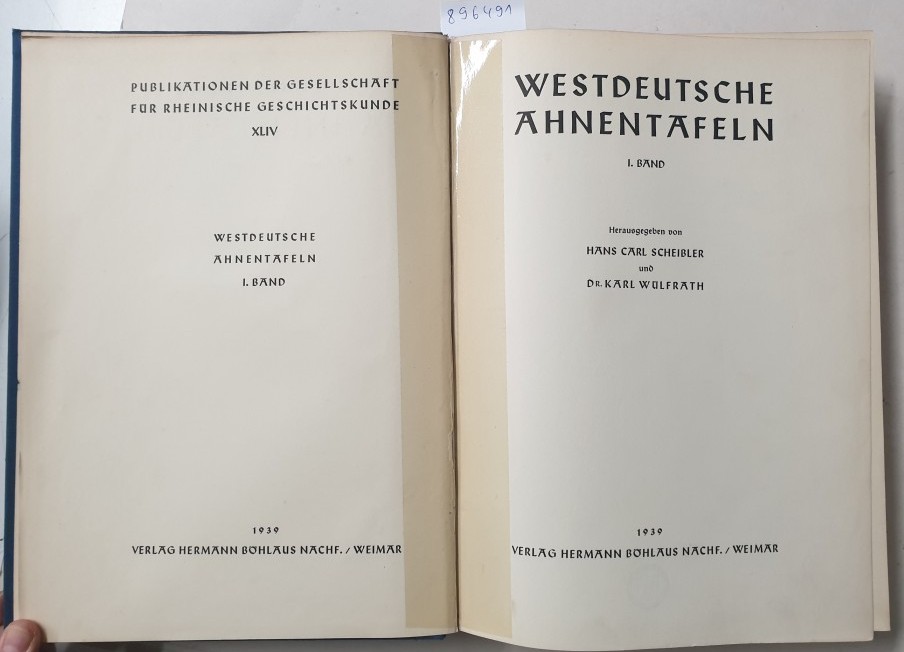 896491
PUBLIKATIONEN DER GESELLSCHAFT
FÜR RHEINISCHE GESCHICHTSKUNDE
XLIV
WESTDEUTSCHE
AHNENTAFELN
I. BAND
1939
VERLAG HERMANN BÖHLAUS NACHF. / WEIMAR
WESTDEUTSCHE
AHNENTAFELN
I. BAND
Herausgegeben von
HANS CARL SCHEIBLER
und
DR. KARL WÜLFRATH
1939
VERLAG HERMANN BÖHLAUS NACHF. / WEIMAR